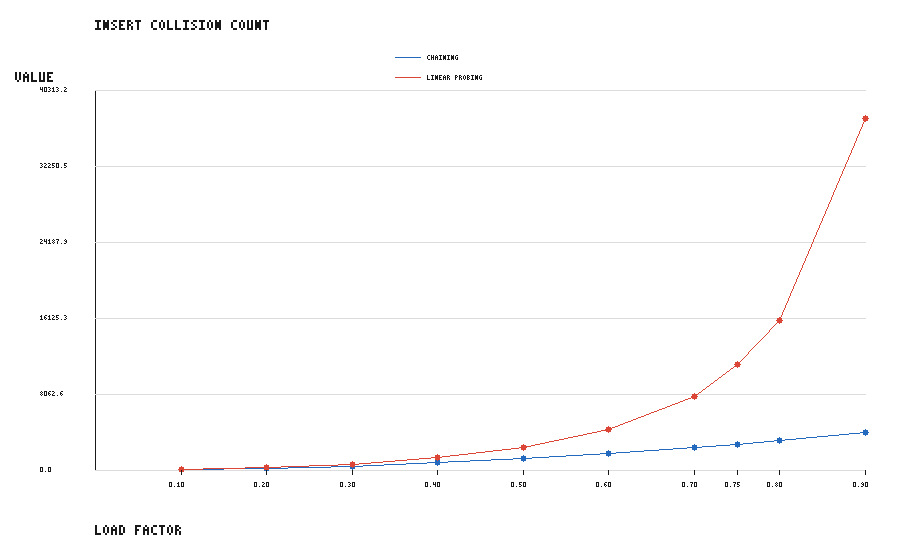 INSERT COLLISION COUNT
CHAINING
VALUE
LINEAR PROBING
40313.2
32250.5
24187.9
16125.3
8062.6
0.0
0.10 0.20 0.30 0.40 0.50 0.60 0.70 0.75 0.80 0.90
LOAD FACTOR